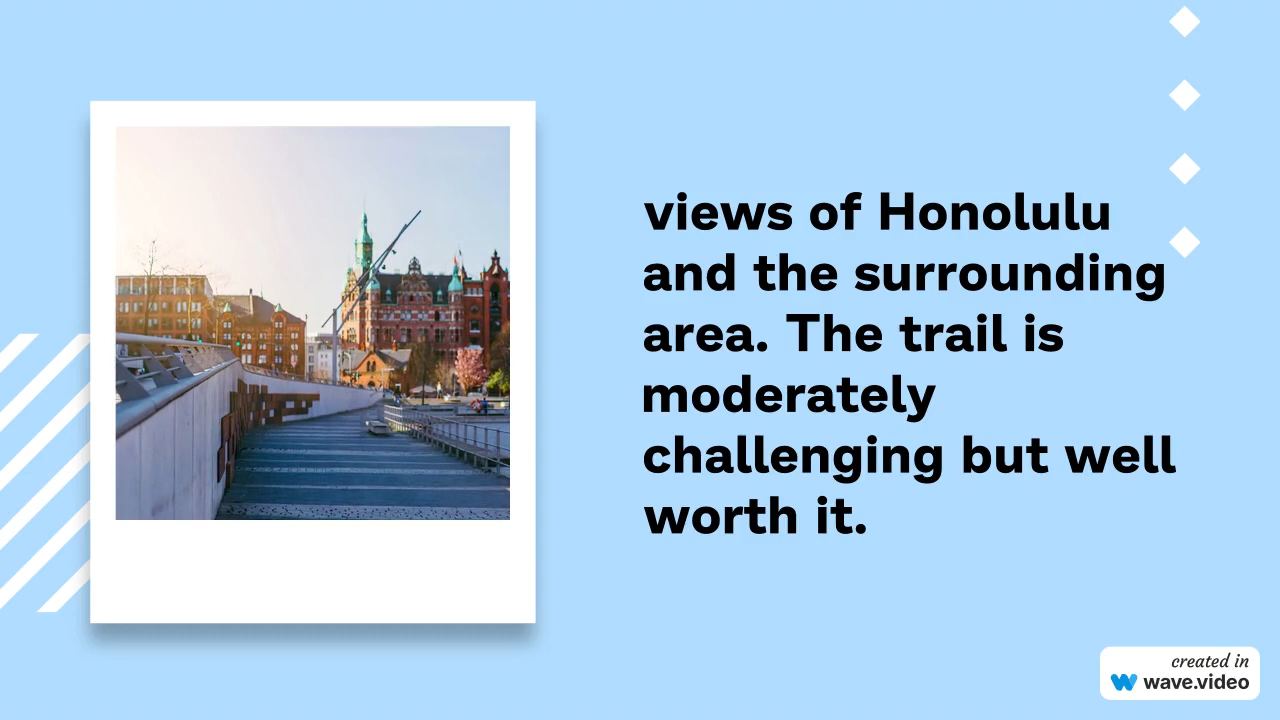 views of Honolulu
and the surrounding
area. The trail is
moderately
challenging but well
worth it.
created in
wave.video